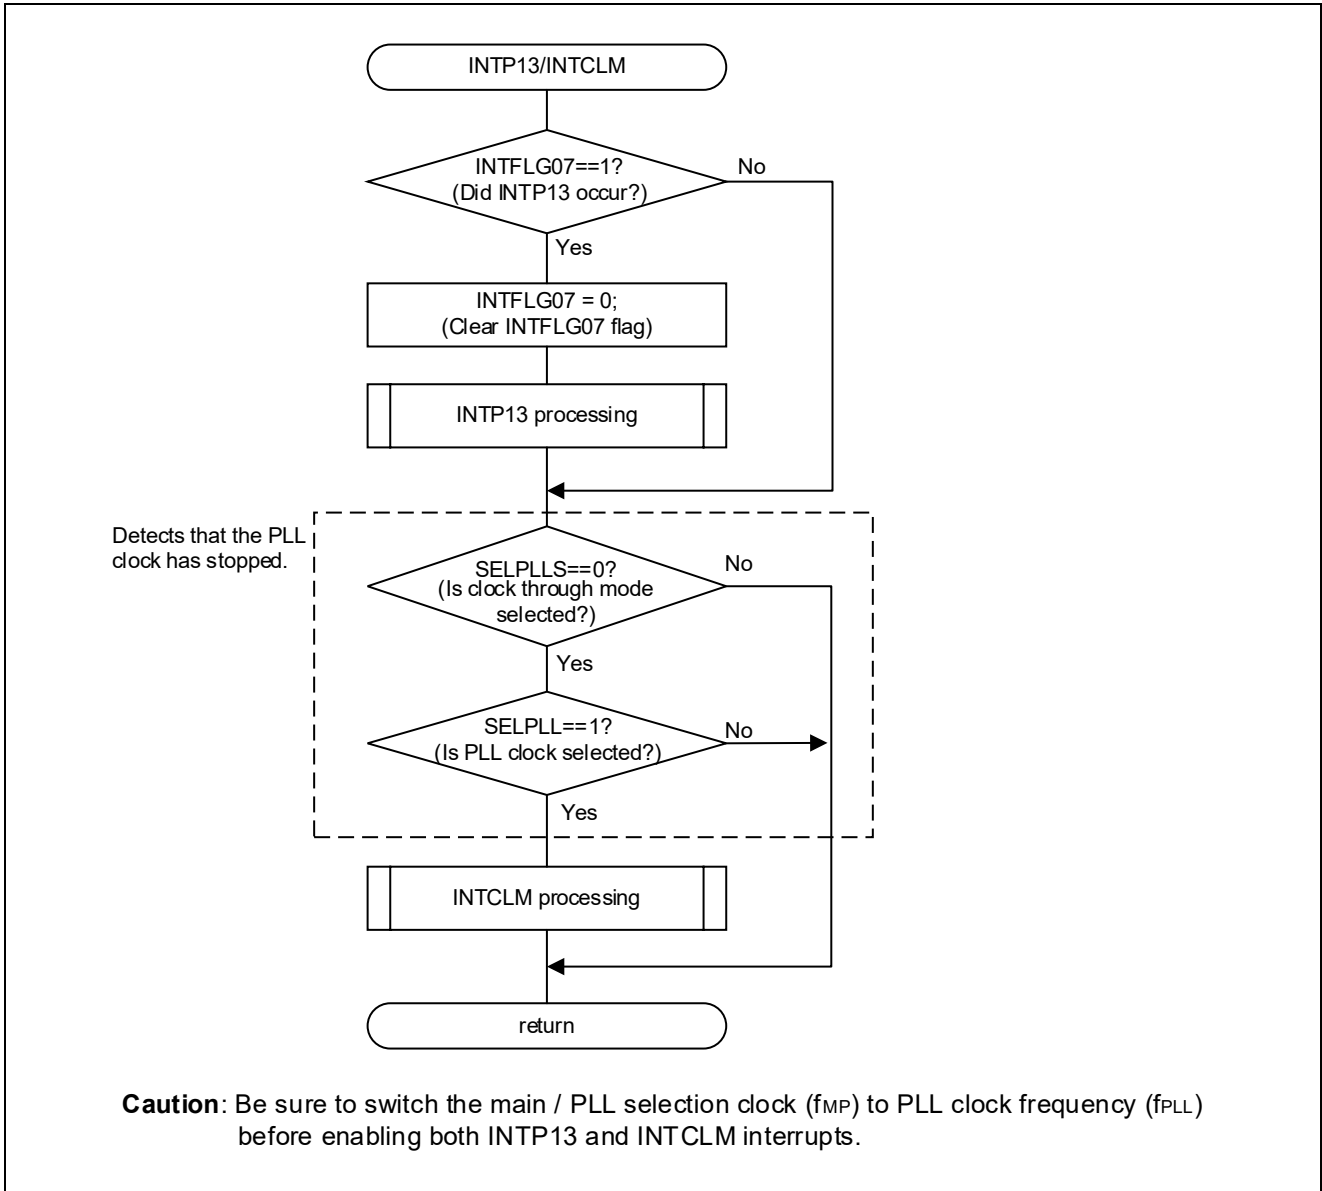 INTP13/INTCLM
INTFLG07==1?
(Did INTP13 occur?)
No
Yes
INTFLG07 = 0;
(Clear INTFLG07 flag)
INTP13 processing
Detects that the PLL
clock has stopped.
SELPLLS==0?
(Is clock through mode
selected?)
No
Yes
SELPLL==1?
(Is PLL clock selected?)
No
Yes
INTCLM processing
return
Caution: Be sure to switch the main / PLL selection clock (fMP) to PLL clock frequency (fPLL)
before enabling both INTP13 and INTCLM interrupts.